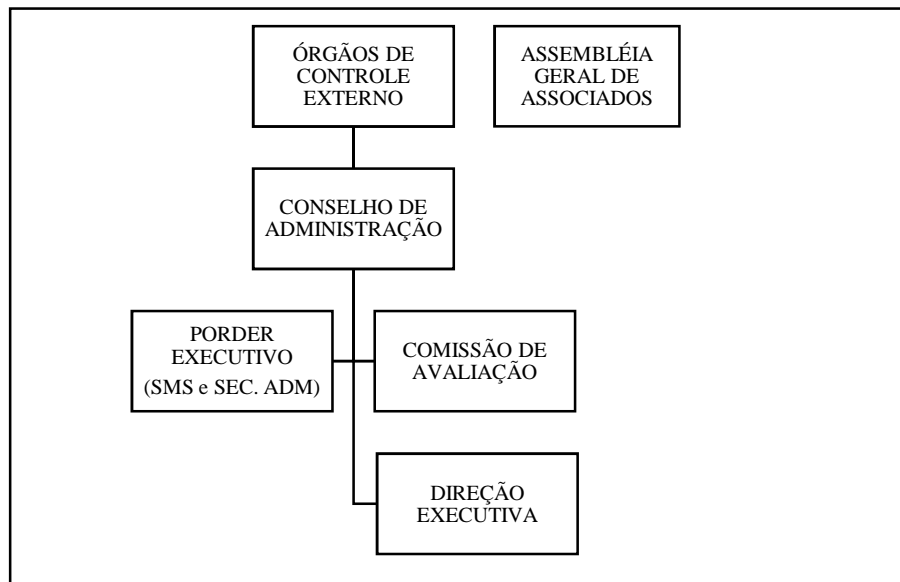 ÓRGÃOS DE
CONTROLE
EXTERNO
ASSEMBLÉIA
GERAL DE
ASSOCIADOS
CONSELHO DE
ADMINISTRAÇÃO
PORDER
EXECUTIVO
(SMS e SEC. ADM)
COMISSÃO DE
AVALIAÇÃO
DIREÇÃO
EXECUTIVA